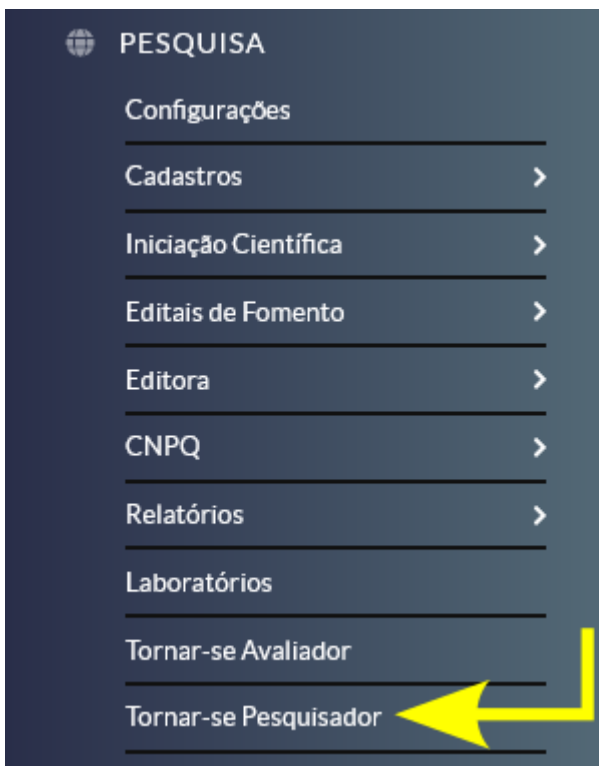 PESQUISA
Configurações
Cadastros
Iniciação Científica
Editais de Fomento
Editora
CNPQ
Relatórios
Laboratórios
Tornar-se Avaliador
Tornar-se Pesquisador